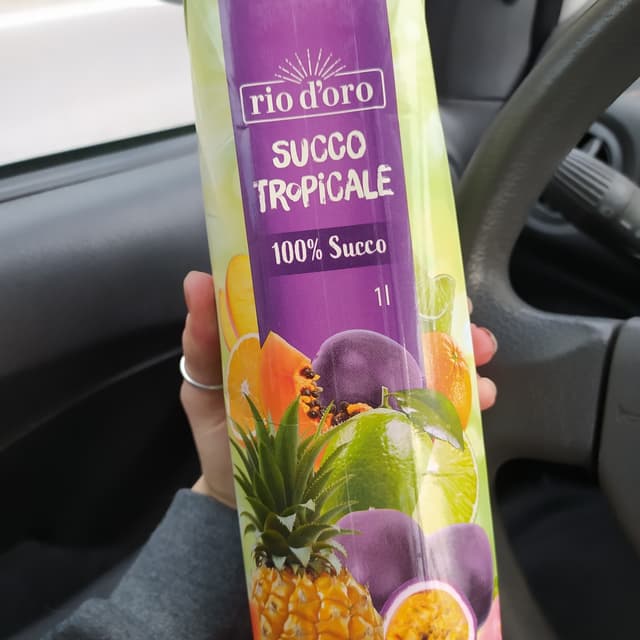 rio d'oro
SUCCO
TROPiCALE
100% Succo
1l